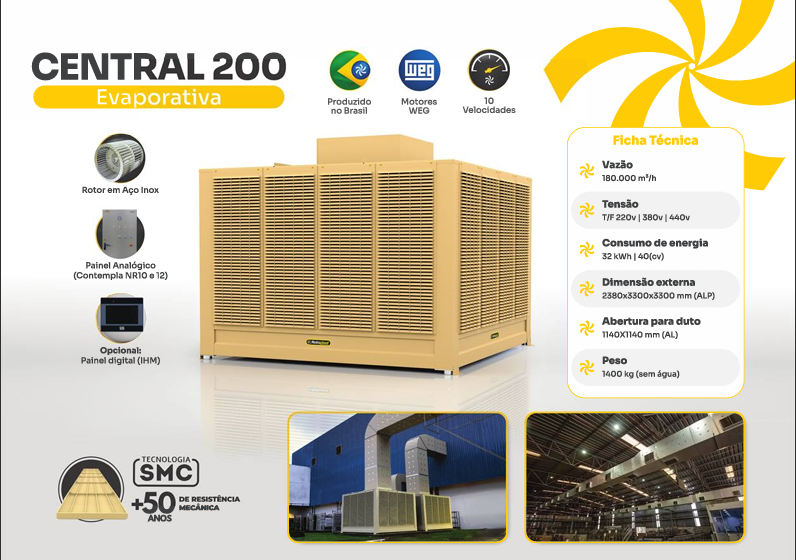 CENTRAL 200
Evaporativa
Produzido
no Brasil
WEG
Motores
WEG
10
Velocidades
Rotor em Aço Inox
Painel Analógico
(Contempla NR10 e 12)
Opcional:
Painel digital (IHM)
Ficha Técnica
Vazão
180.000 m³/h
Tensão
T/F 220v | 380v | 440v
Consumo de energia
32 kWh | 40(cv)
Dimensão externa
2380x3300x3300 mm (ALP)
Abertura para duto
1140X1140 mm (AL)
Peso
1400 kg (sem água)
TECNOLOGIA
SMC
+50
ANOS
DE RESISTÊNCIA
MECÂNICA